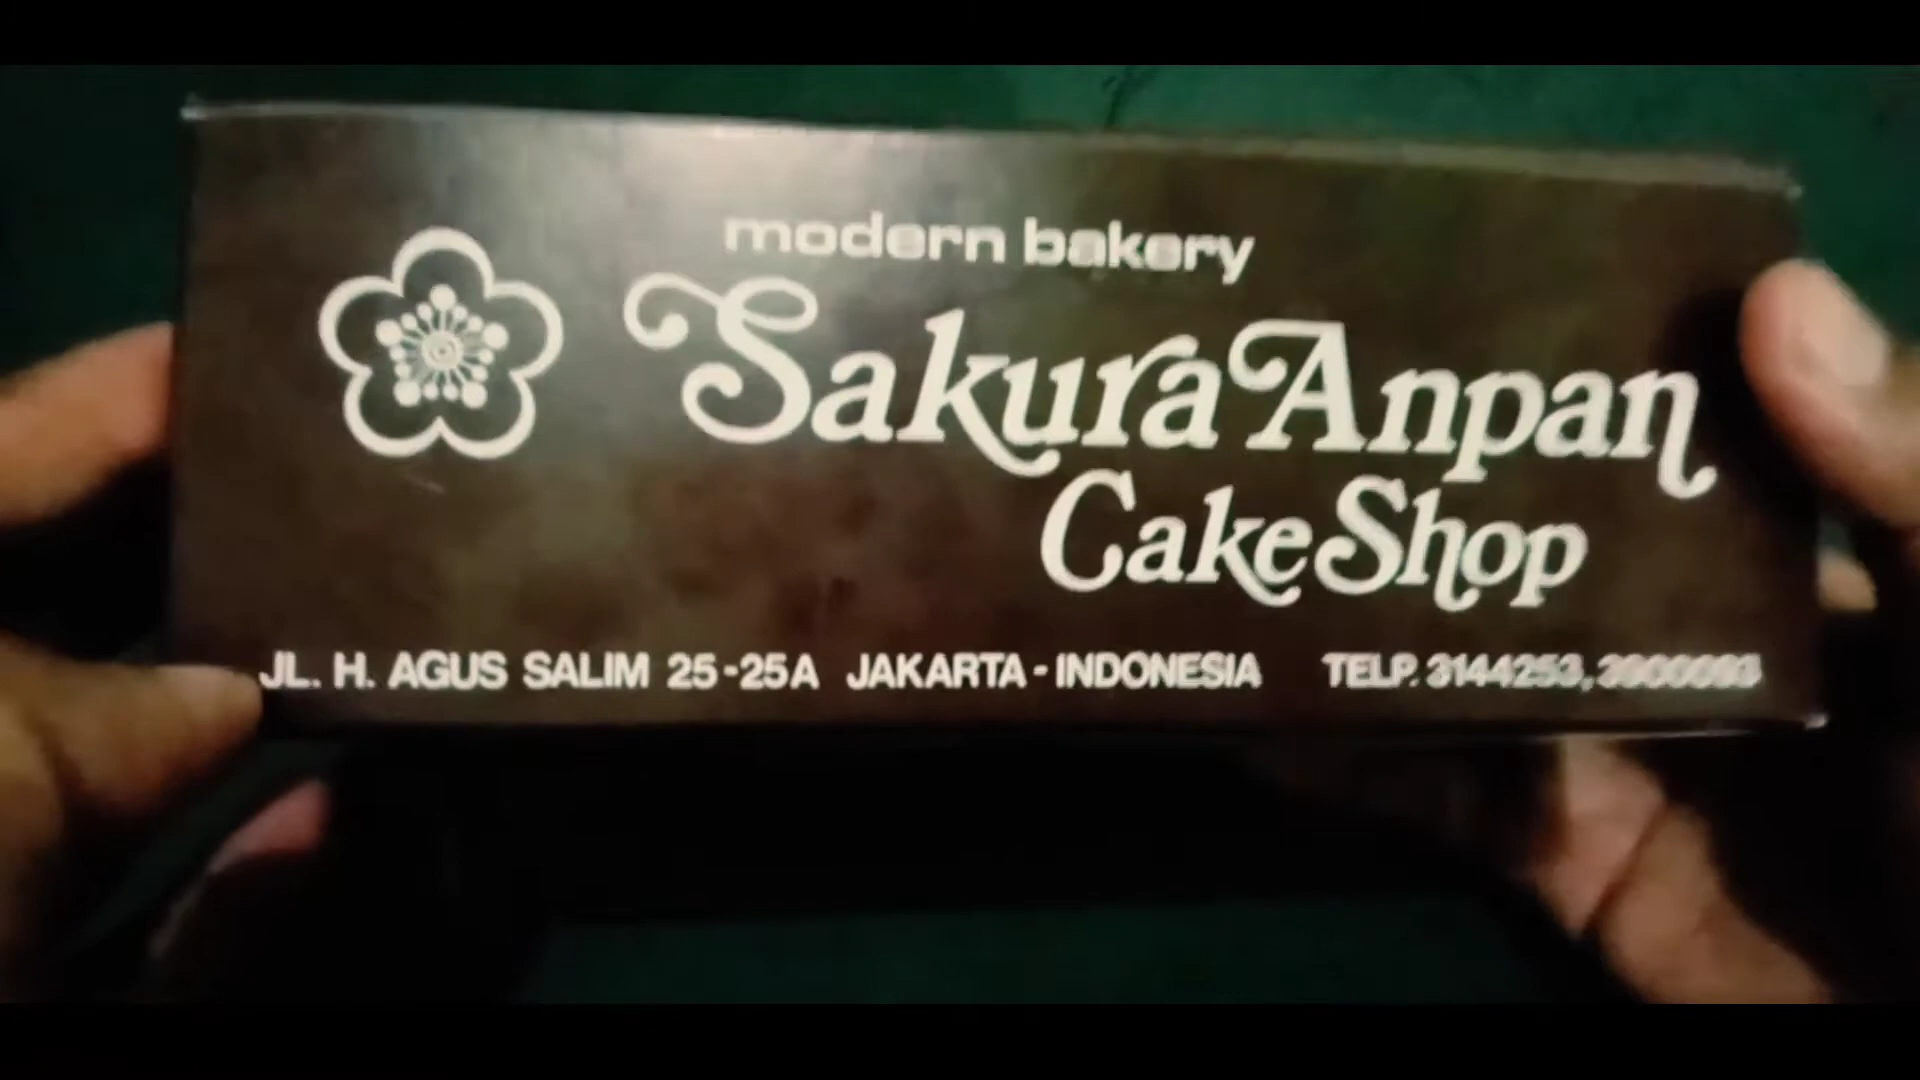 modern bakery
Sakura Anpan
Cake Shop
JL. H. AGUS SALIM 25-25A JAKARTA - INDONESIA TELP. 3144253,